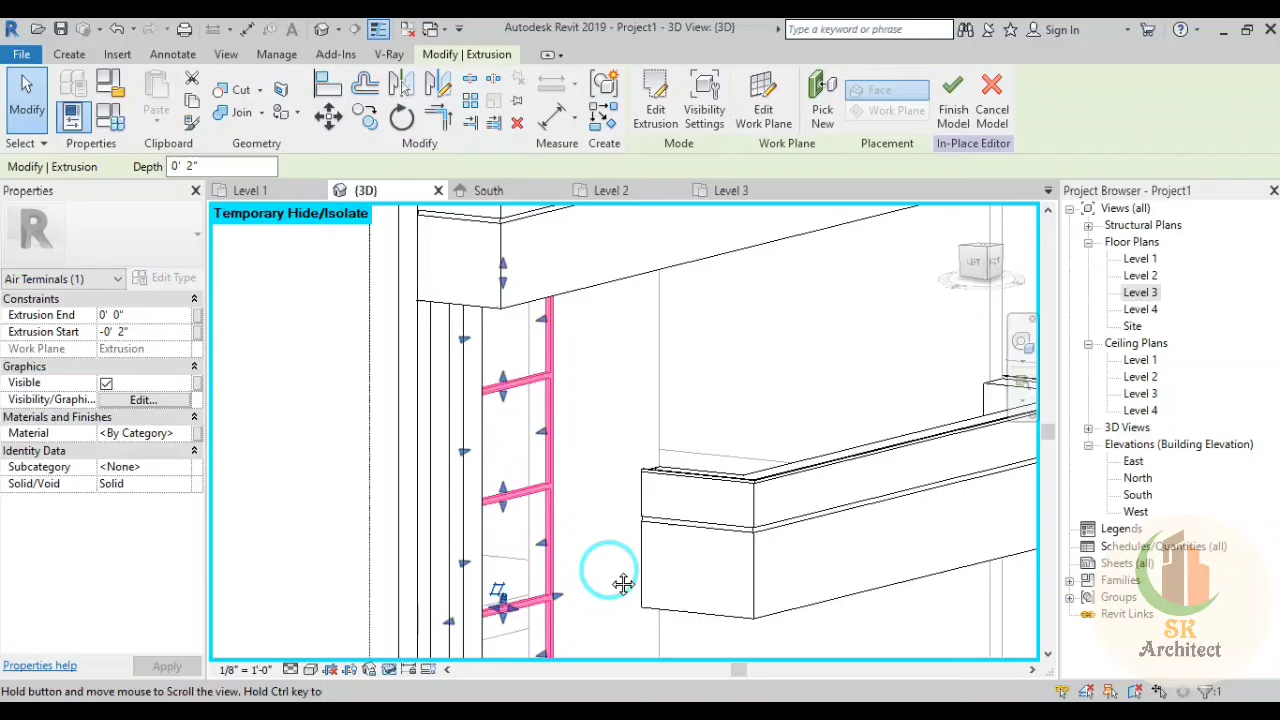 Autodesk Revit 2019 - Project1 - 3D View: {3D}
Type a keyword or phrase
Sign In
File
Create
Insert
Annotate
View
Manage
Add-Ins
V-Ray
Modify | Extrusion
Modify
Paste
Cut
Join
Edit Extrusion
Visibility Settings
Edit Work Plane
Pick New
Face
Work Plane
Finish Model
Cancel Model
Select
Properties
Clipboard
Geometry
Modify
Measure
Create
Mode
Work Plane
Placement
In-Place Editor
Modify | Extrusion
Depth
0' 2"
Properties
Level 1
{3D}
South
Level 2
Level 3
Project Browser - Project1
Temporary Hide/Isolate
R
Air Terminals (1)
Edit Type
Constraints
Extrusion End 0' 0"
Extrusion Start -0' 2"
Work Plane Extrusion
Graphics
Visible
Visibility/Graphi... Edit...
Materials and Finishes
Material <By Category>
Identity Data
Subcategory <None>
Solid/Void Solid
Properties help
Apply
LEFT
Views (all)
Structural Plans
Floor Plans
Level 1
Level 2
Level 3
Level 4
Site
Ceiling Plans
Level 1
Level 2
Level 3
Level 4
3D Views
Elevations (Building Elevation)
East
North
South
West
Legends
Schedules/Quantities (all)
Sheets (all)
Families
Groups
Revit Links
SK
Architect
1/8" = 1'-0"
Hold button and move mouse to Scroll the view. Hold Ctrl key to
:1